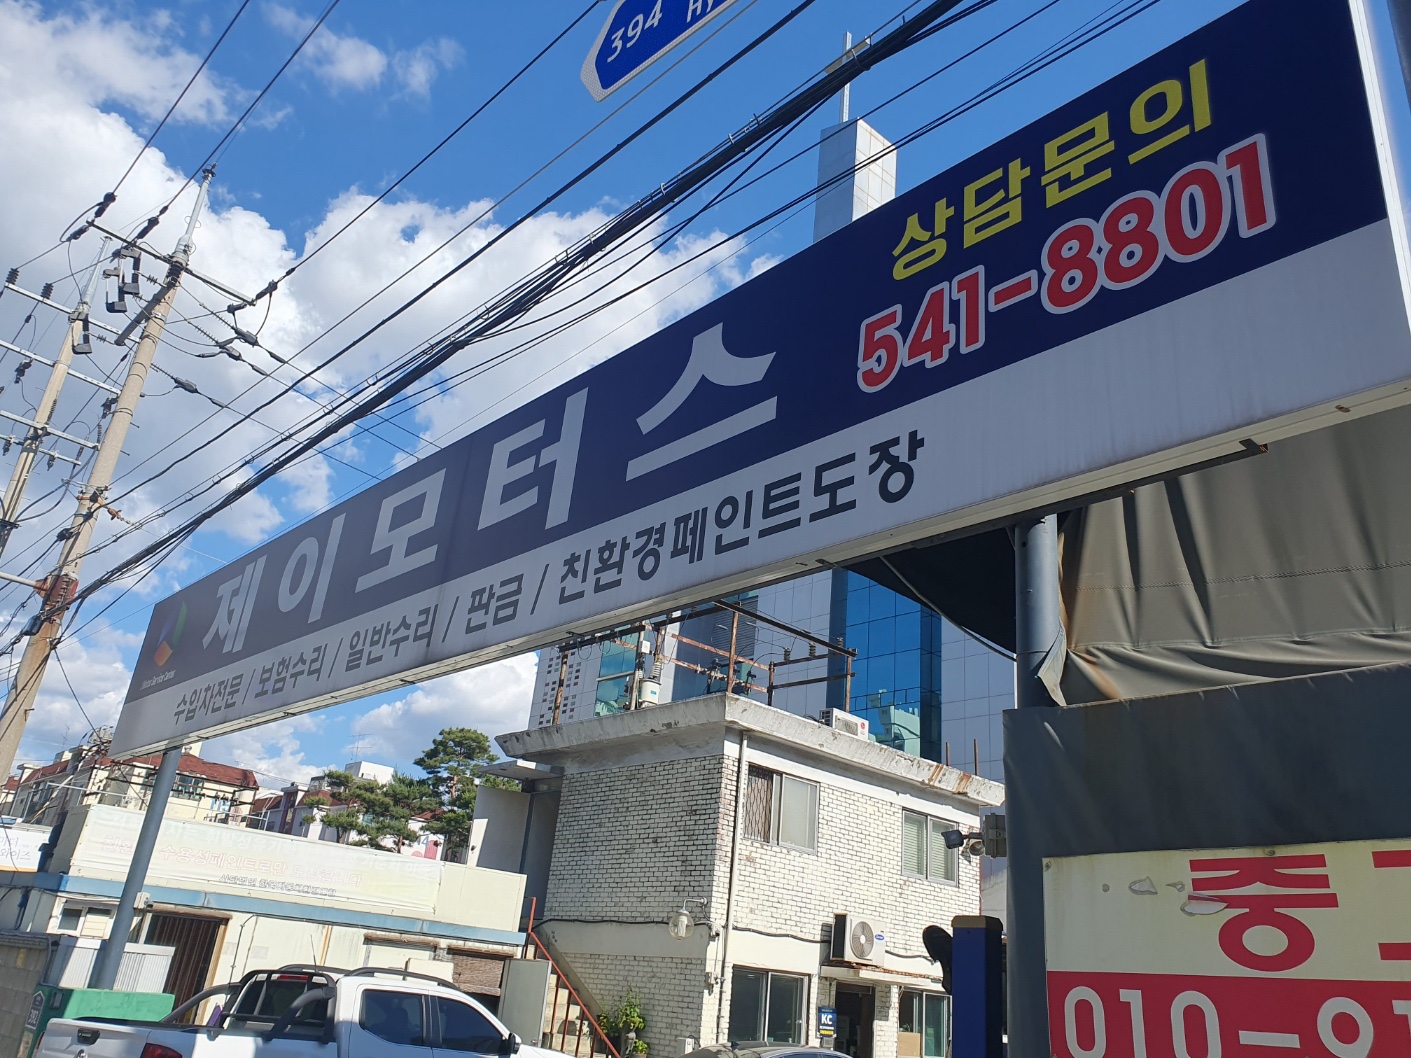 394 Hy
상담문의
541-8801
제이모터스
수입차전문 / 보험수리 / 일반수리 / 판금 / 친환경페인트도장
중고
010-91
KC